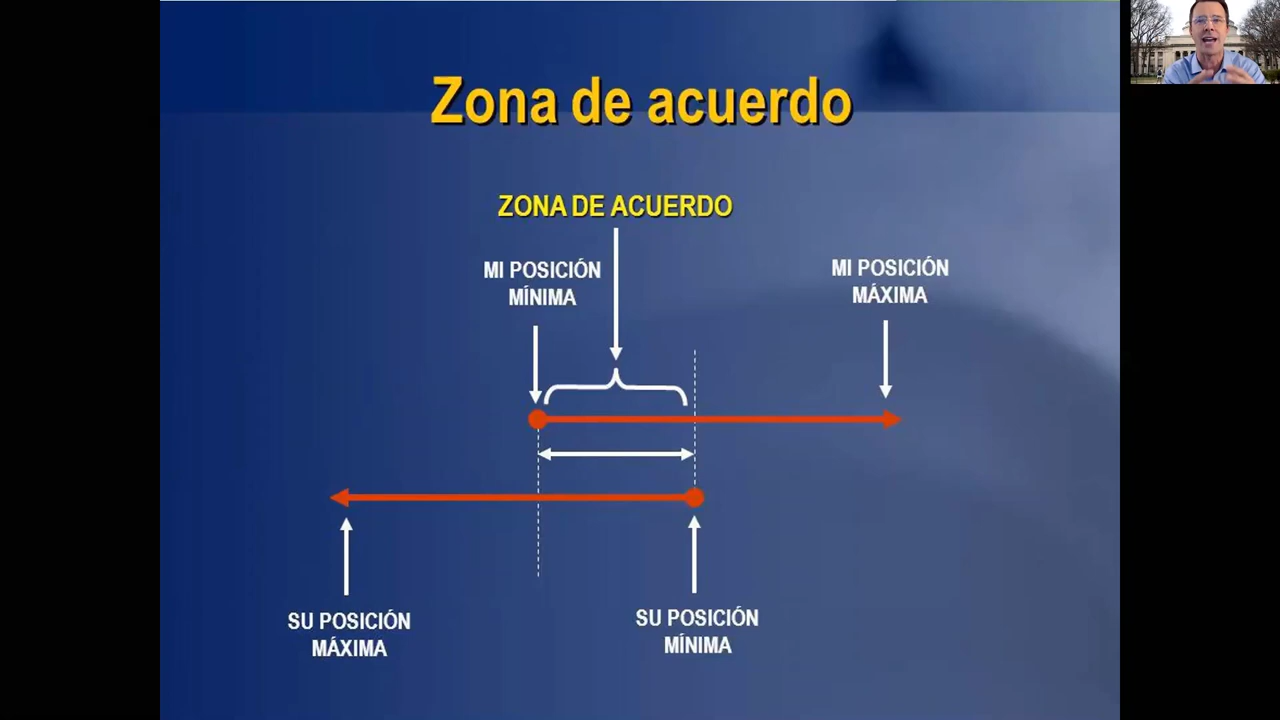 Zona de acuerdo
ZONA DE ACUERDO
MI POSICIÓN
MÍNIMA
MI POSICIÓN
MÁXIMA
SU POSICIÓN
MÁXIMA
SU POSICIÓN
MÍNIMA